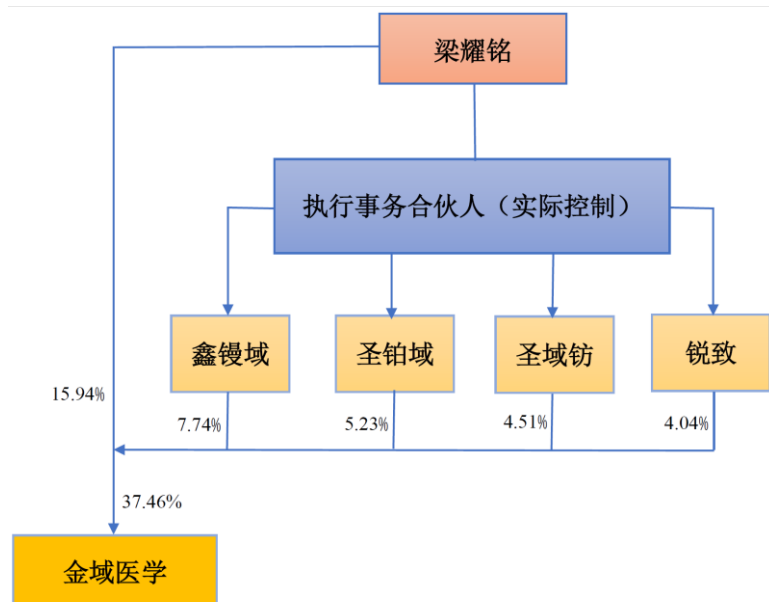 梁耀铭
执行事务合伙人（实际控制）
鑫镘域
圣铂域
圣域钫
锐致
15.94%
7.74%
5.23%
4.51%
4.04%
37.46%
金域医学